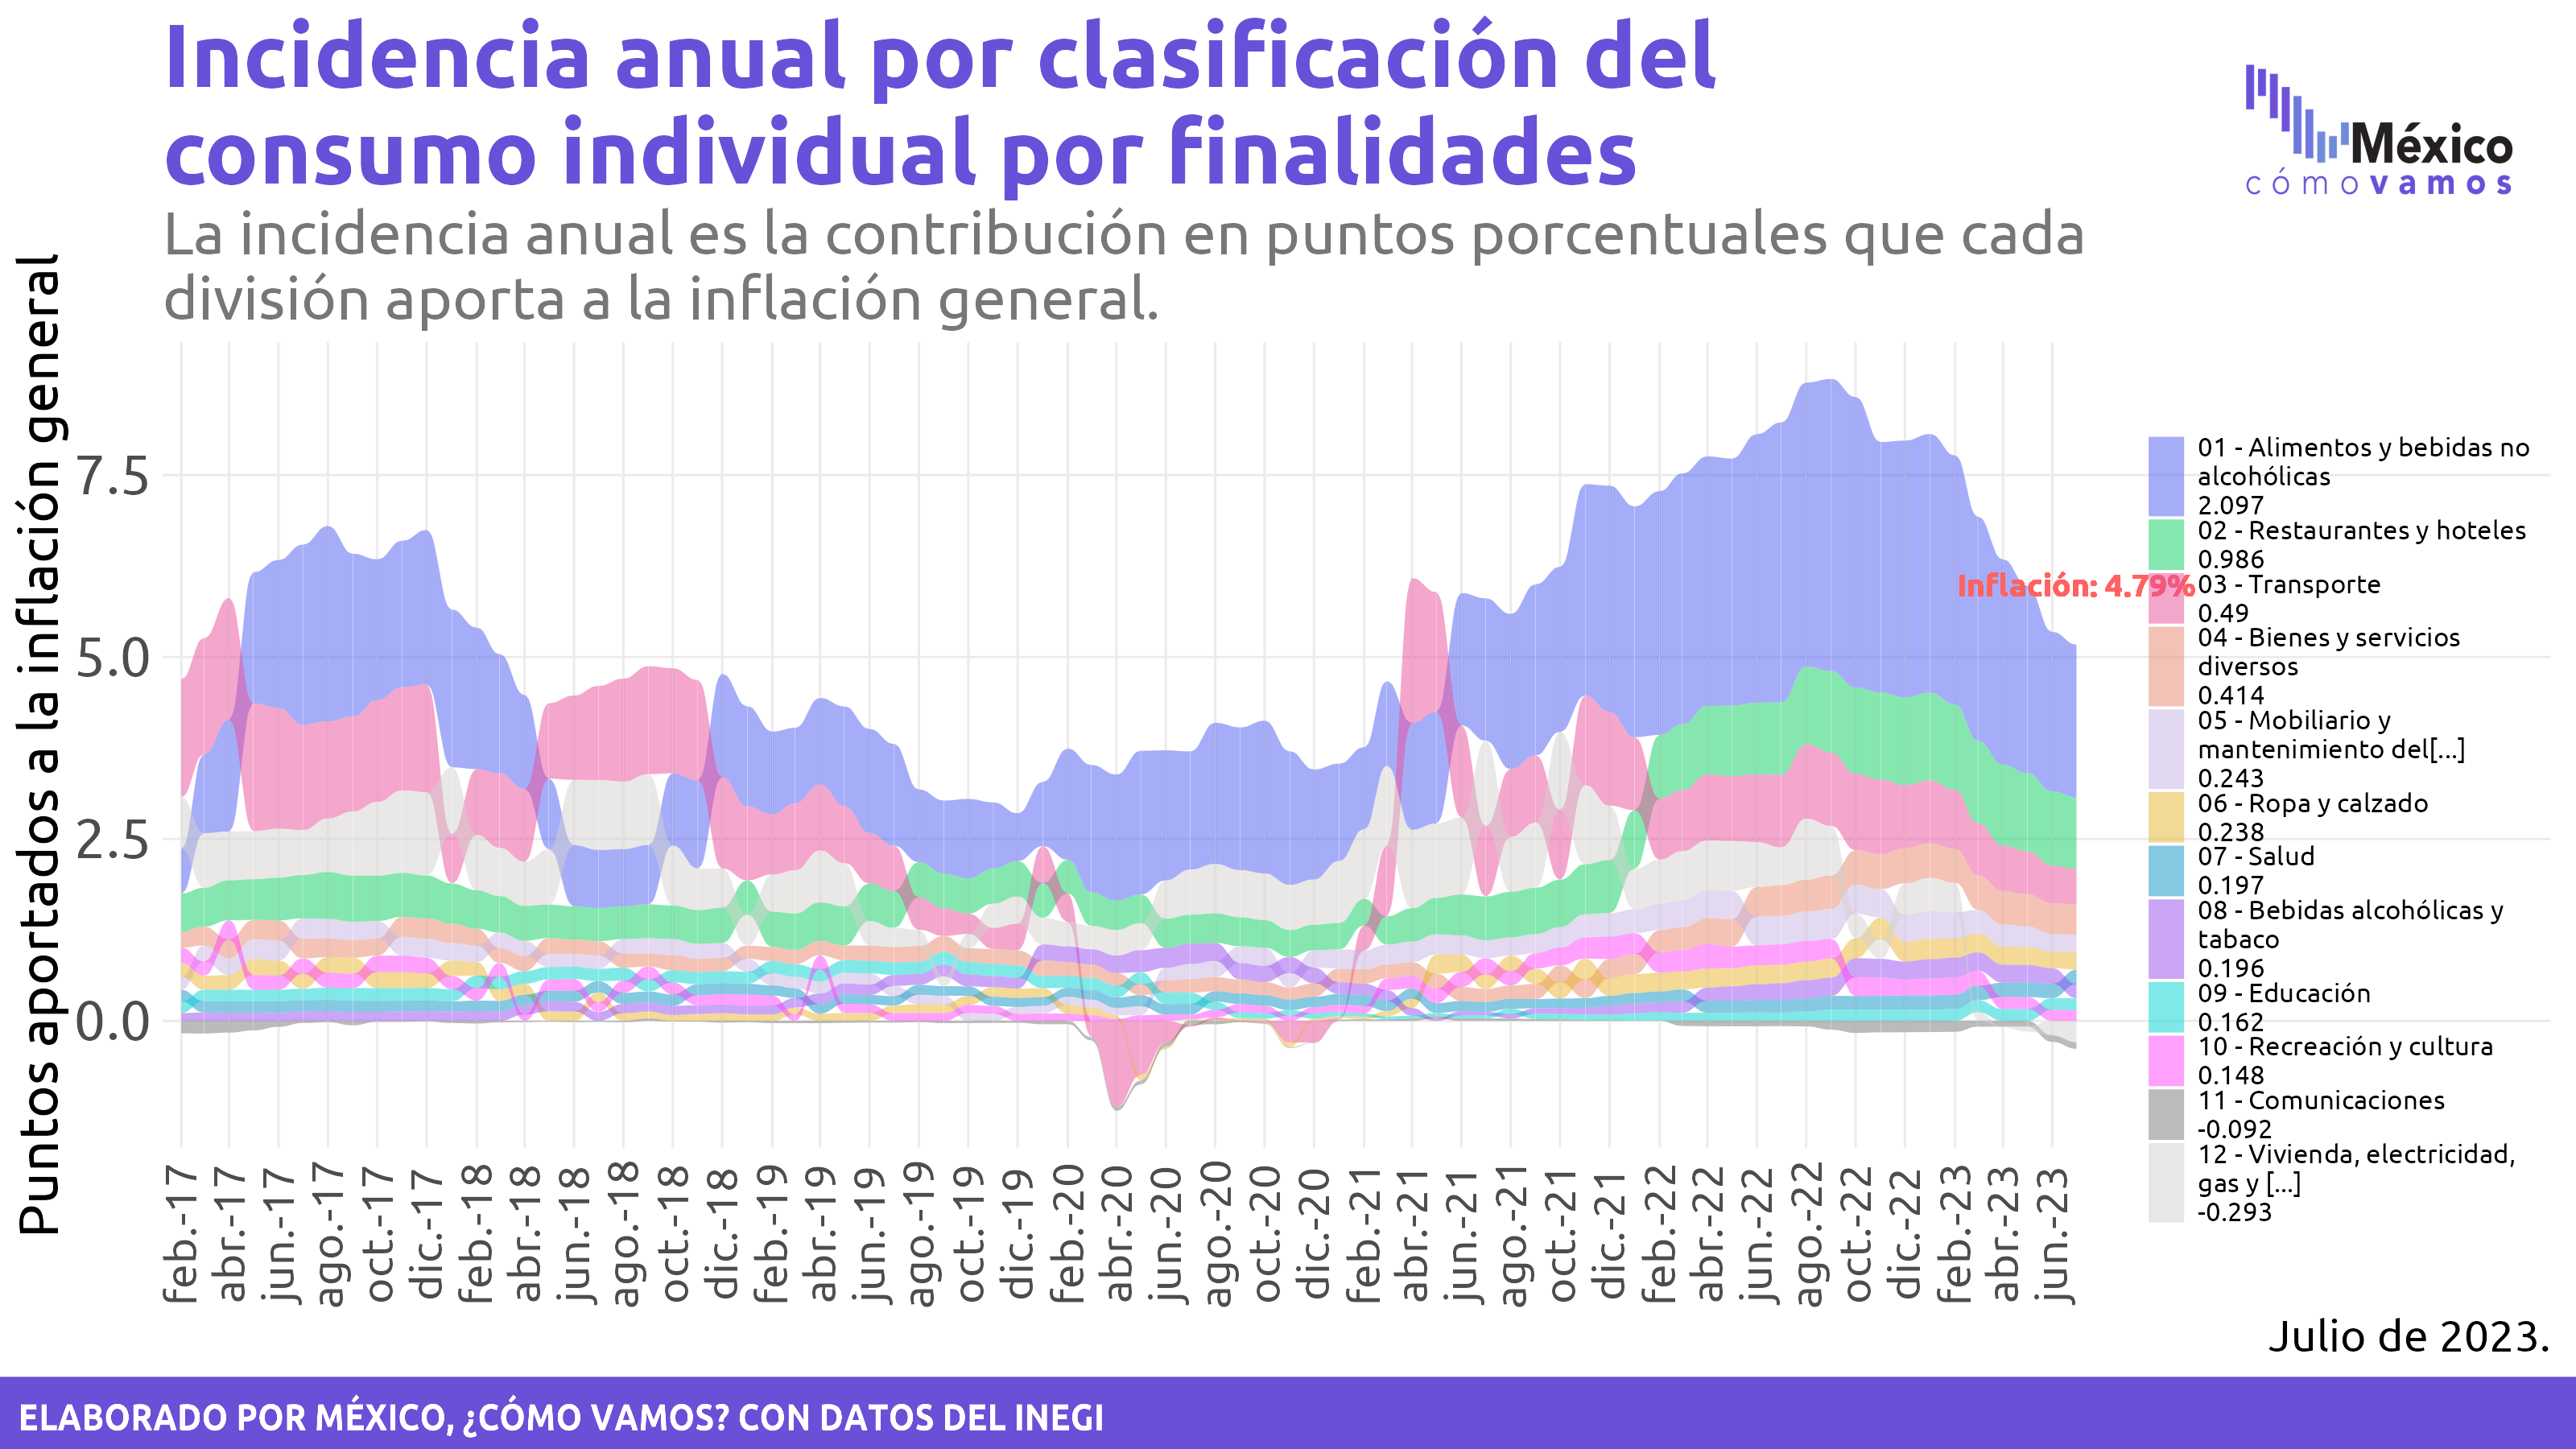 Incidencia anual por clasificación del
consumo individual por finalidades
La incidencia anual es la contribución en puntos porcentuales que cada
división aporta a la inflación general.
México
cómo vamos
Puntos aportados a la inflación general
7.5
5.0
2.5
0.0
feb.-17
abr.-17
jun.-17
ago.-17
oct.-17
dic.-17
feb.-18
abr.-18
jun.-18
ago.-18
oct.-18
dic.-18
feb.-19
abr.-19
jun.-19
ago.-19
oct.-19
dic.-19
feb.-20
abr.-20
jun.-20
ago.-20
oct.-20
dic.-20
feb.-21
abr.-21
jun.-21
ago.-21
oct.-21
dic.-21
feb.-22
abr.-22
jun.-22
ago.-22
oct.-22
dic.-22
feb.-23
abr.-23
jun.-23
Inflación: 4.79%
01 - Alimentos y bebidas no
alcohólicas
2.097
02 - Restaurantes y hoteles
0.986
03 - Transporte
0.49
04 - Bienes y servicios
diversos
0.414
05 - Mobiliario y
mantenimiento del[...]
0.243
06 - Ropa y calzado
0.238
07 - Salud
0.197
08 - Bebidas alcohólicas y
tabaco
0.196
09 - Educación
0.162
10 - Recreación y cultura
0.148
11 - Comunicaciones
-0.092
12 - Vivienda, electricidad,
gas y [...]
-0.293
Julio de 2023.
ELABORADO POR MÉXICO, ¿CÓMO VAMOS? CON DATOS DEL INEGI